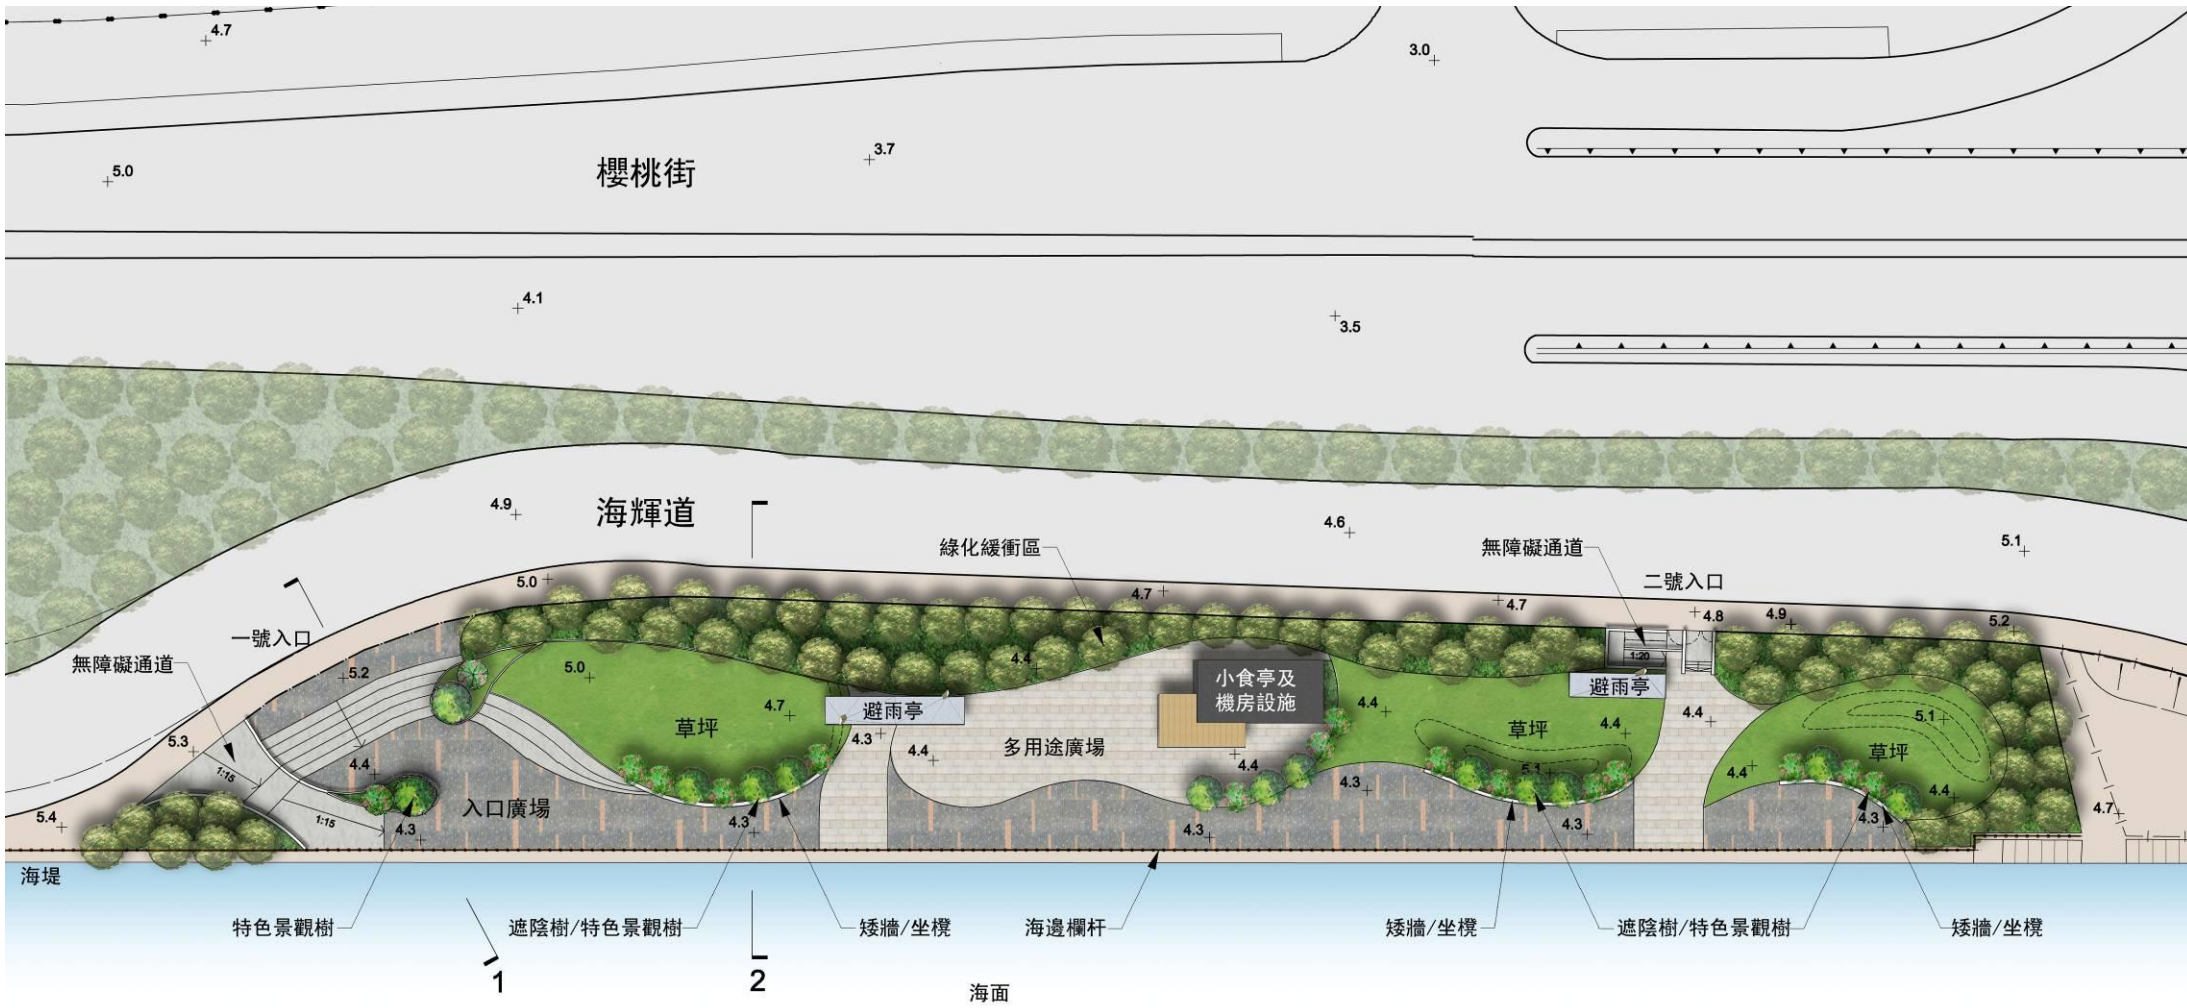 4.7
3.0
3.7
5.0
櫻桃街
4.1
3.5
4.9
海輝道
4.6
5.1
綠化緩衝區
無障礙通道
5.0
4.7
4.7
二號入口
4.8
4.9
5.2
一號入口
無障礙通道
5.2
5.0
4.4
1:20
小食亭及
機房設施
避雨亭
避雨亭
4.7
草坪
4.3
4.4
多用途廣場
4.4
4.4
草坪
4.4
4.4
5.1
草坪
5.3
1:15
4.4
5.1
4.4
4.4
4.3
入口廣場
1:15
4.3
4.3
4.3
4.3
4.3
4.7
5.4
海堤
特色景觀樹
遮陰樹/特色景觀樹
矮牆/坐櫈
海邊欄杆
矮牆/坐櫈
遮陰樹/特色景觀樹
矮牆/坐櫈
1
2
海面